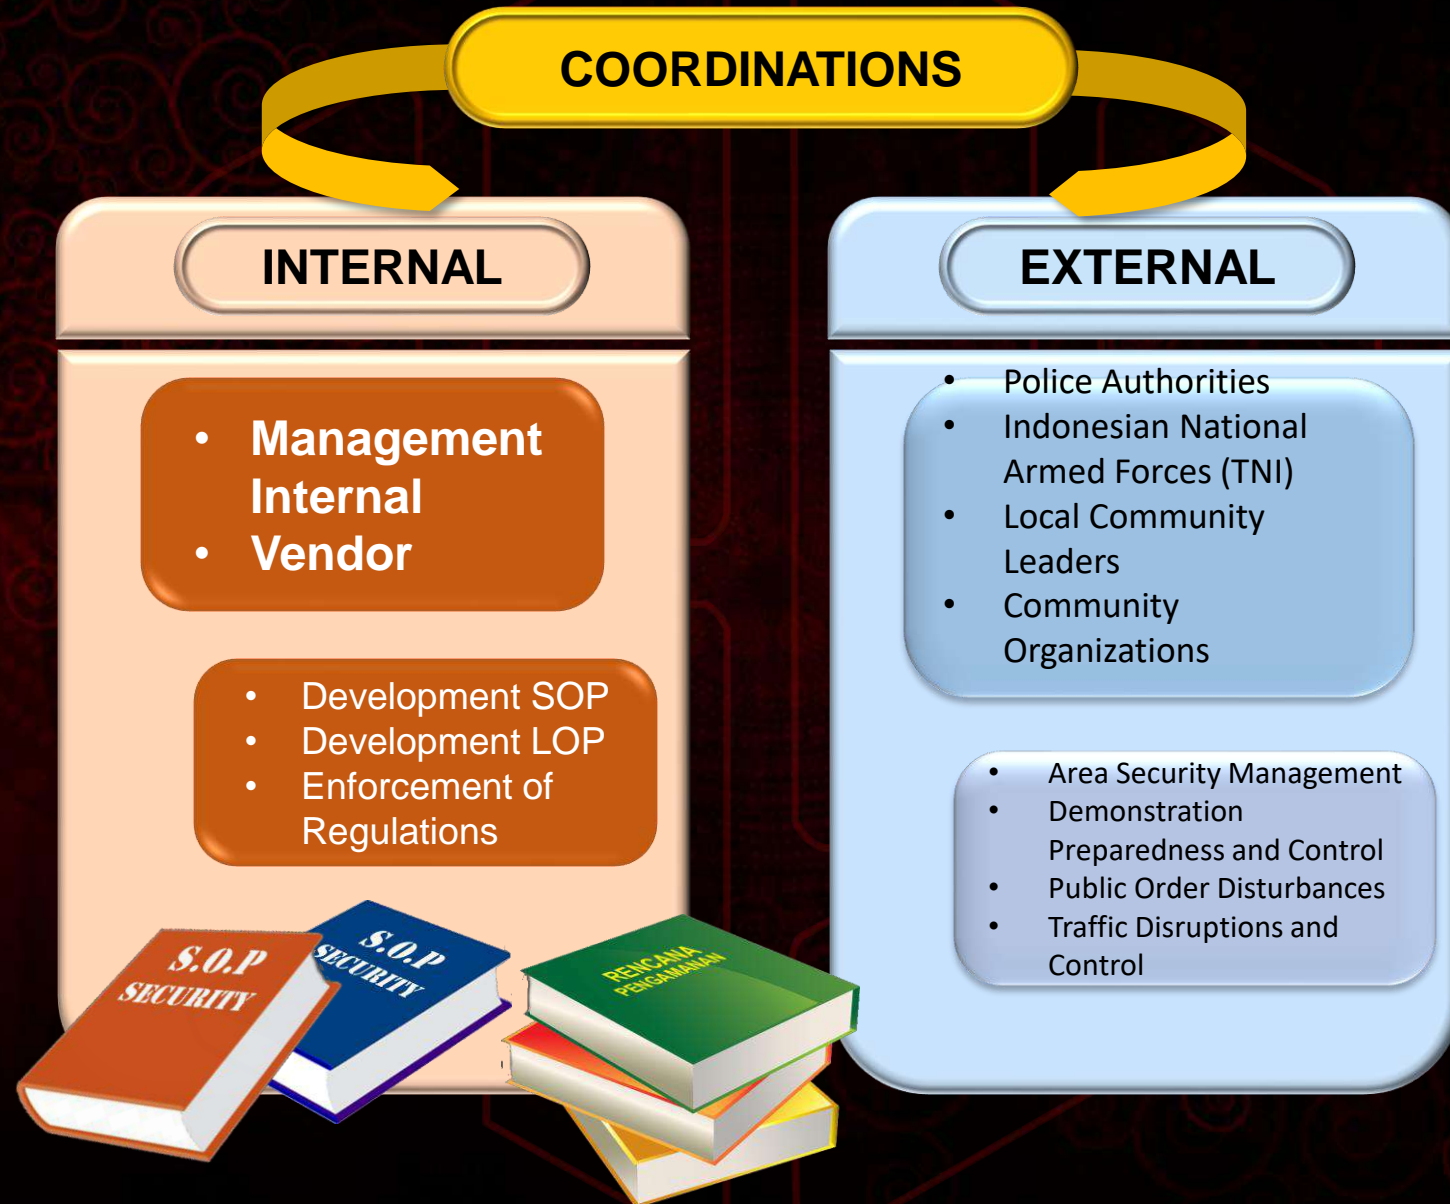 COORDINATIONS
INTERNAL
• Management
Internal
• Vendor
• Development SOP
• Development LOP
• Enforcement of
Regulations
S.O.P
SECURITY
S.O.P
SECURITY
RENCANA
PENGAMANAN
EXTERNAL
• Police Authorities
• Indonesian National
Armed Forces (TNI)
• Local Community
Leaders
• Community
Organizations
• Area Security Management
• Demonstration
Preparedness and Control
• Public Order Disturbances
• Traffic Disruptions and
Control